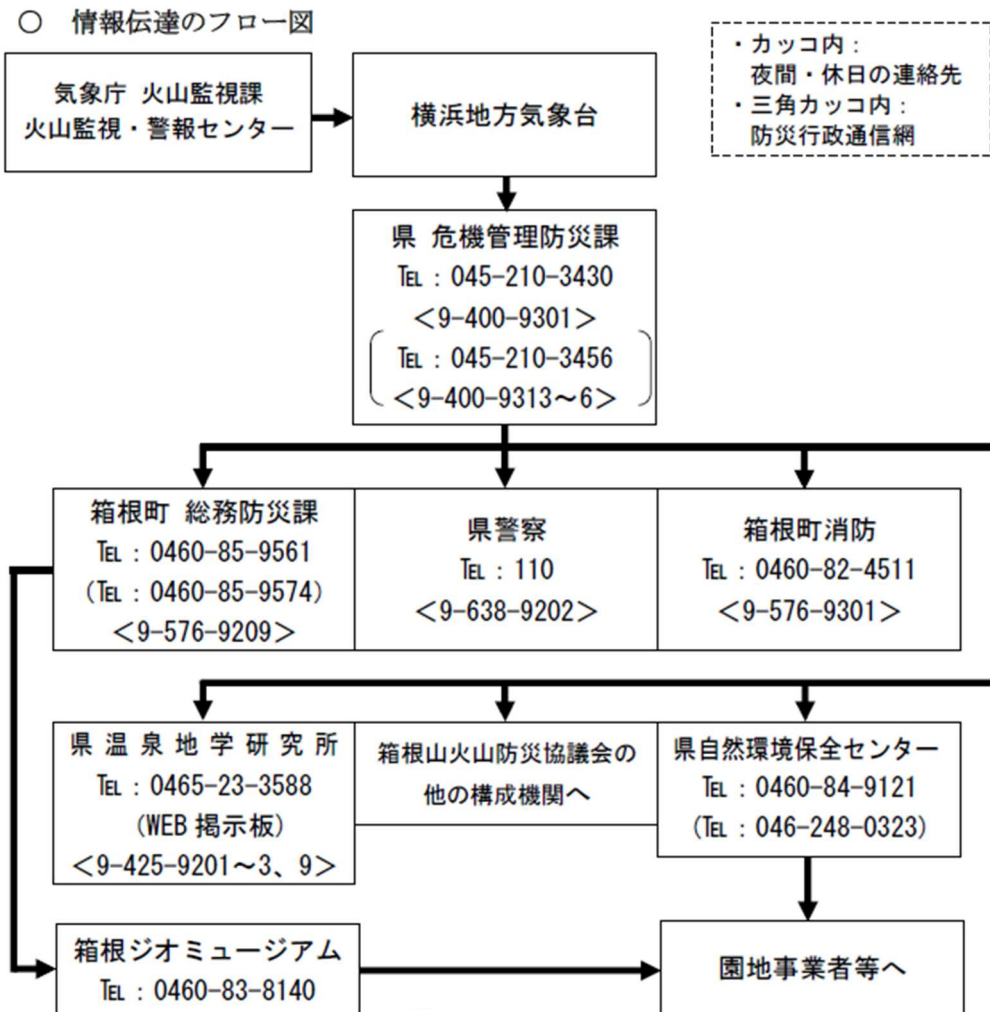 ○ 情報伝達のフロー図
・カッコ内：
夜間・休日の連絡先
・三角カッコ内：
防災行政通信網
気象庁 火山監視課
火山監視・警報センター
横浜地方気象台
県 危機管理防災課
℡：045-210-3430
＜9-400-9301＞
℡：045-210-3456
＜9-400-9313～6＞
箱根町 総務防災課
℡：0460-85-9561
(℡：0460-85-9574)
＜9-576-9209＞
県警察
℡：110
＜9-638-9202＞
箱根町消防
℡：0460-82-4511
＜9-576-9301＞
県温泉地学研究所
℡：0465-23-3588
(WEB 掲示板)
＜9-425-9201～3、9＞
箱根山火山防災協議会の
他の構成機関へ
県自然環境保全センター
℡：0460-84-9121
(℡：046-248-0323)
箱根ジオミュージアム
℡：0460-83-8140
園地事業者等へ